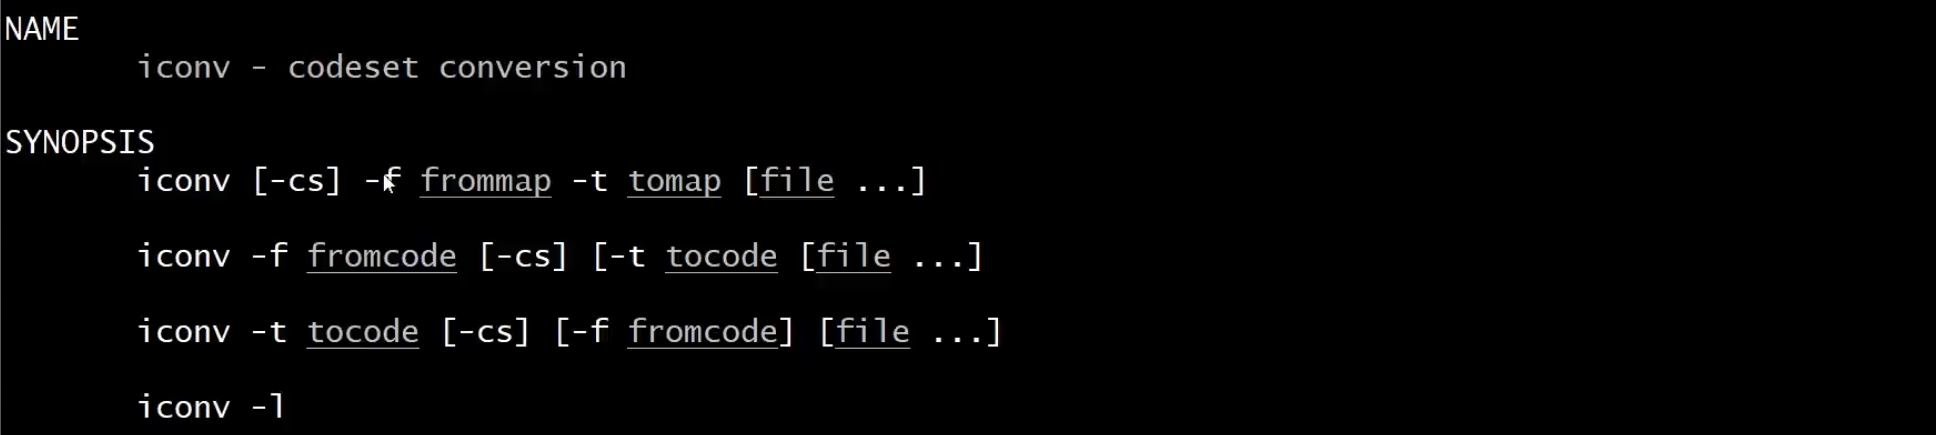 NAME
iconv - codeset conversion
SYNOPSIS
iconv [-cs] -f frommap -t tomap [file ...]
iconv -f fromcode [-cs] [-t tocode [file ...]
iconv -t tocode [-cs] [-f fromcode] [file ...]
iconv -l